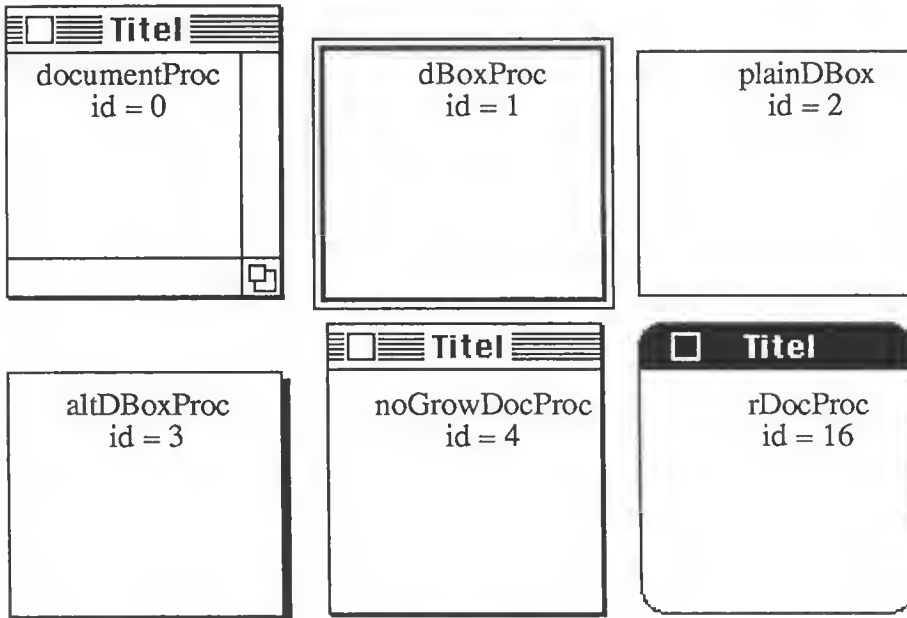 Titel
documentProc
id = 0
dBoxProc
id = 1
plainDBox
id = 2
altDBoxProc
id = 3
Titel
noGrowDocProc
id = 4
Titel
rDocProc
id = 16